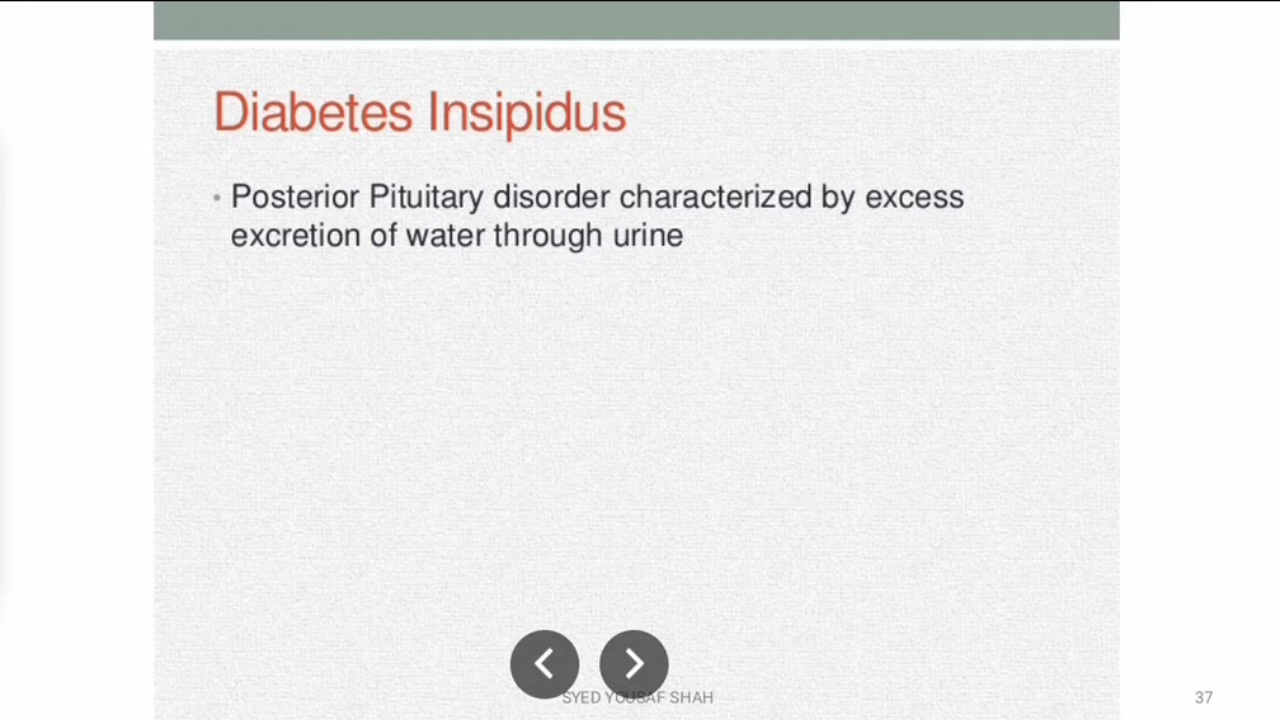 Diabetes Insipidus
• Posterior Pituitary disorder characterized by excess
excretion of water through urine
SYED YOUSAF SHAH
37